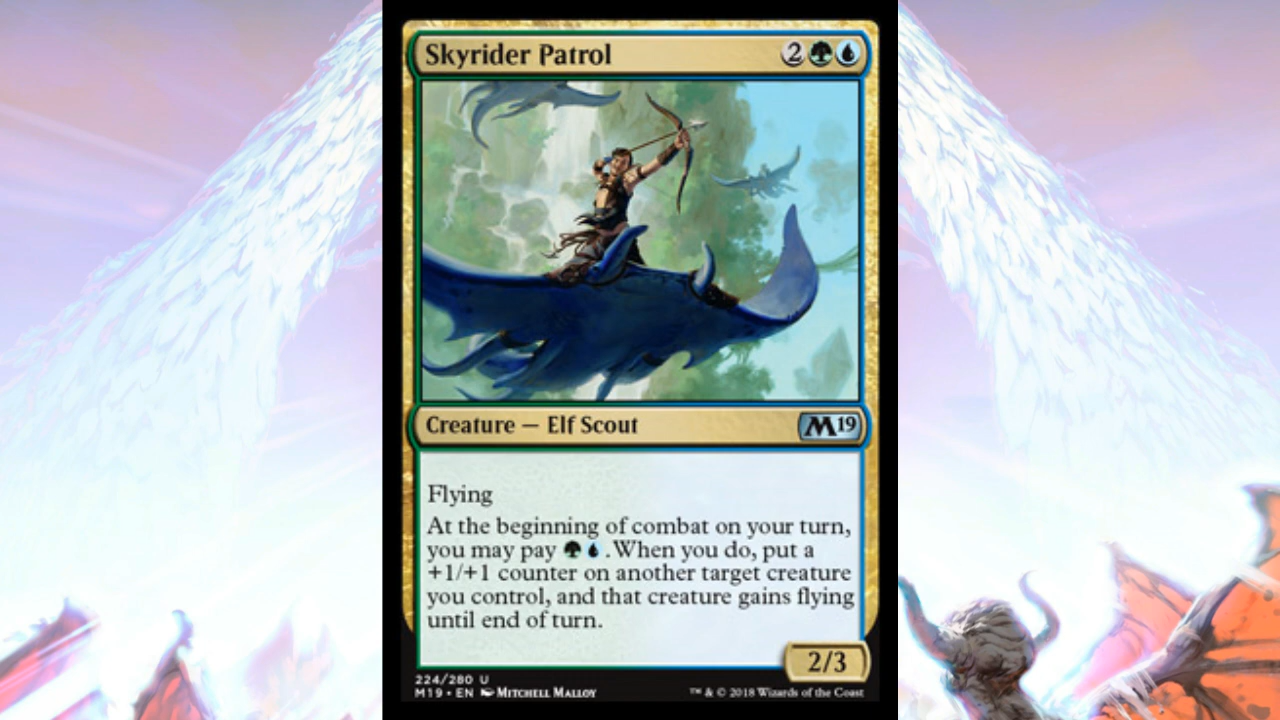 Skyrider Patrol 2
Creature — Elf Scout M19
Flying
At the beginning of combat on your turn,
you may pay . When you do, put a
+1/+1 counter on another target creature
you control, and that creature gains flying
until end of turn.
2/3
224/280 U
M19 • EN Mitchell Malloy ™ & © 2018 Wizards of the Coast